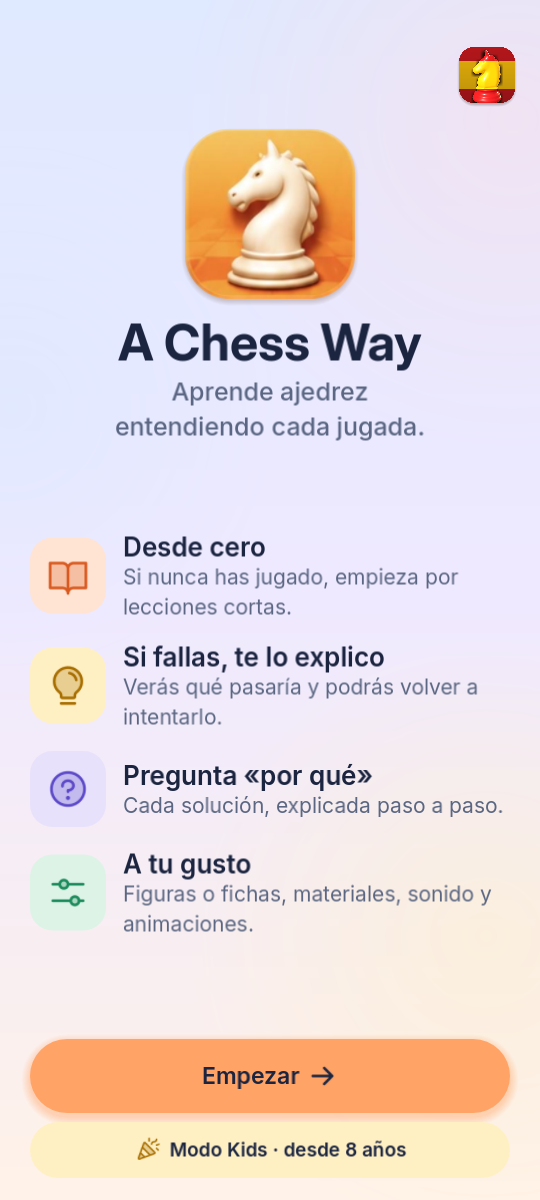 A Chess Way
Aprende ajedrez
entendiendo cada jugada.
Desde cero
Si nunca has jugado, empieza por
lecciones cortas.
Si fallas, te lo explico
Verás qué pasaría y podrás volver a
intentarlo.
Pregunta «por qué»
Cada solución, explicada paso a paso.
A tu gusto
Figuras o fichas, materiales, sonido y
animaciones.
Empezar →
Modo Kids · desde 8 años